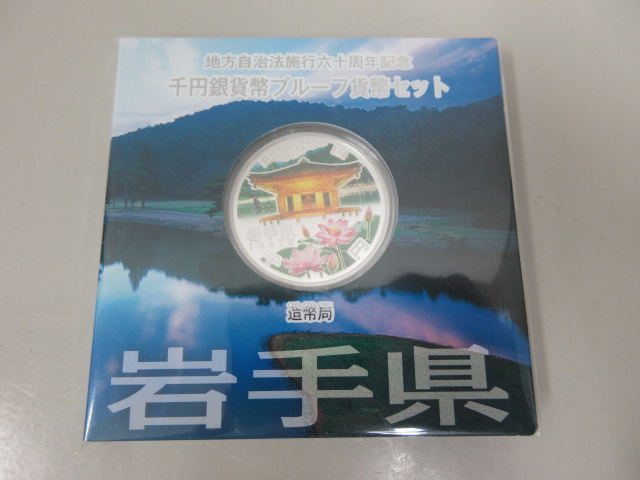 地方自治法施行六十周年記念
千円銀貨幣プルーフ貨幣セット
造幣局
岩手県